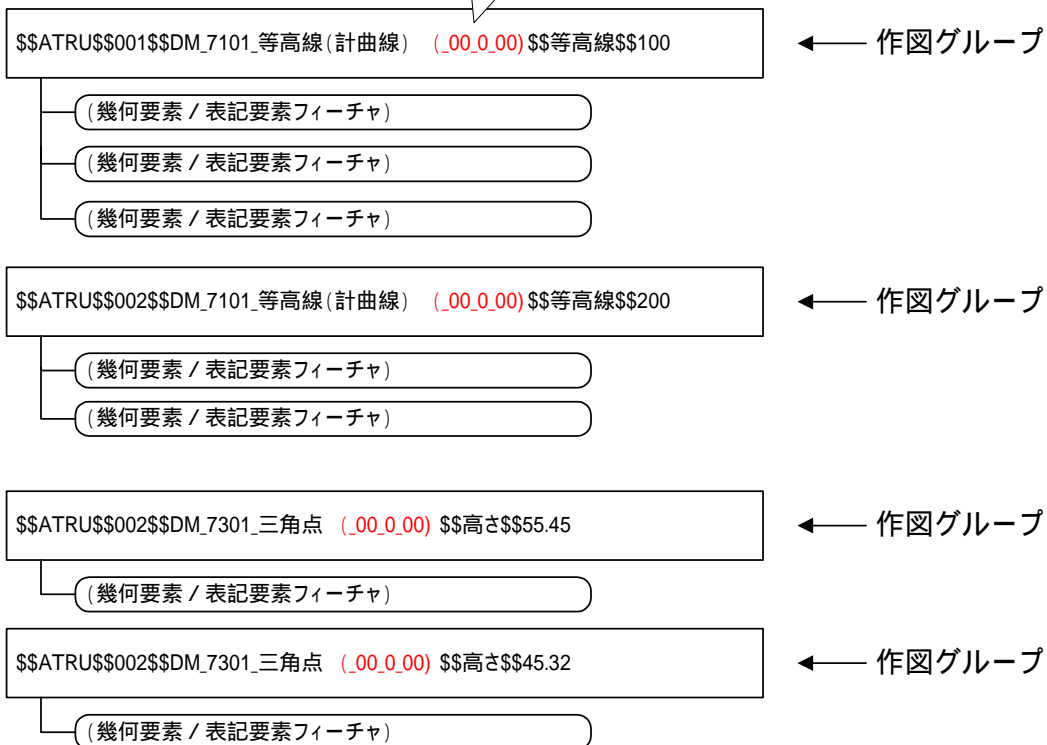 $$ATRU$$001$$DM_7101_等高線(計曲線) (_00_0_00)$$等高線$$100 作図グループ
(幾何要素/表記要素フィーチャ)
(幾何要素/表記要素フィーチャ)
(幾何要素/表記要素フィーチャ)
$$ATRU$$002$$DM_7101_等高線(計曲線) (_00_0_00)$$等高線$$200 作図グループ
(幾何要素/表記要素フィーチャ)
(幾何要素/表記要素フィーチャ)
$$ATRU$$002$$DM_7301_三角点 (_00_0_00) $$高さ$$55.45 作図グループ
(幾何要素/表記要素フィーチャ)
$$ATRU$$002$$DM_7301_三角点 (_00_0_00) $$高さ$$45.32 作図グループ
(幾何要素/表記要素フィーチャ)